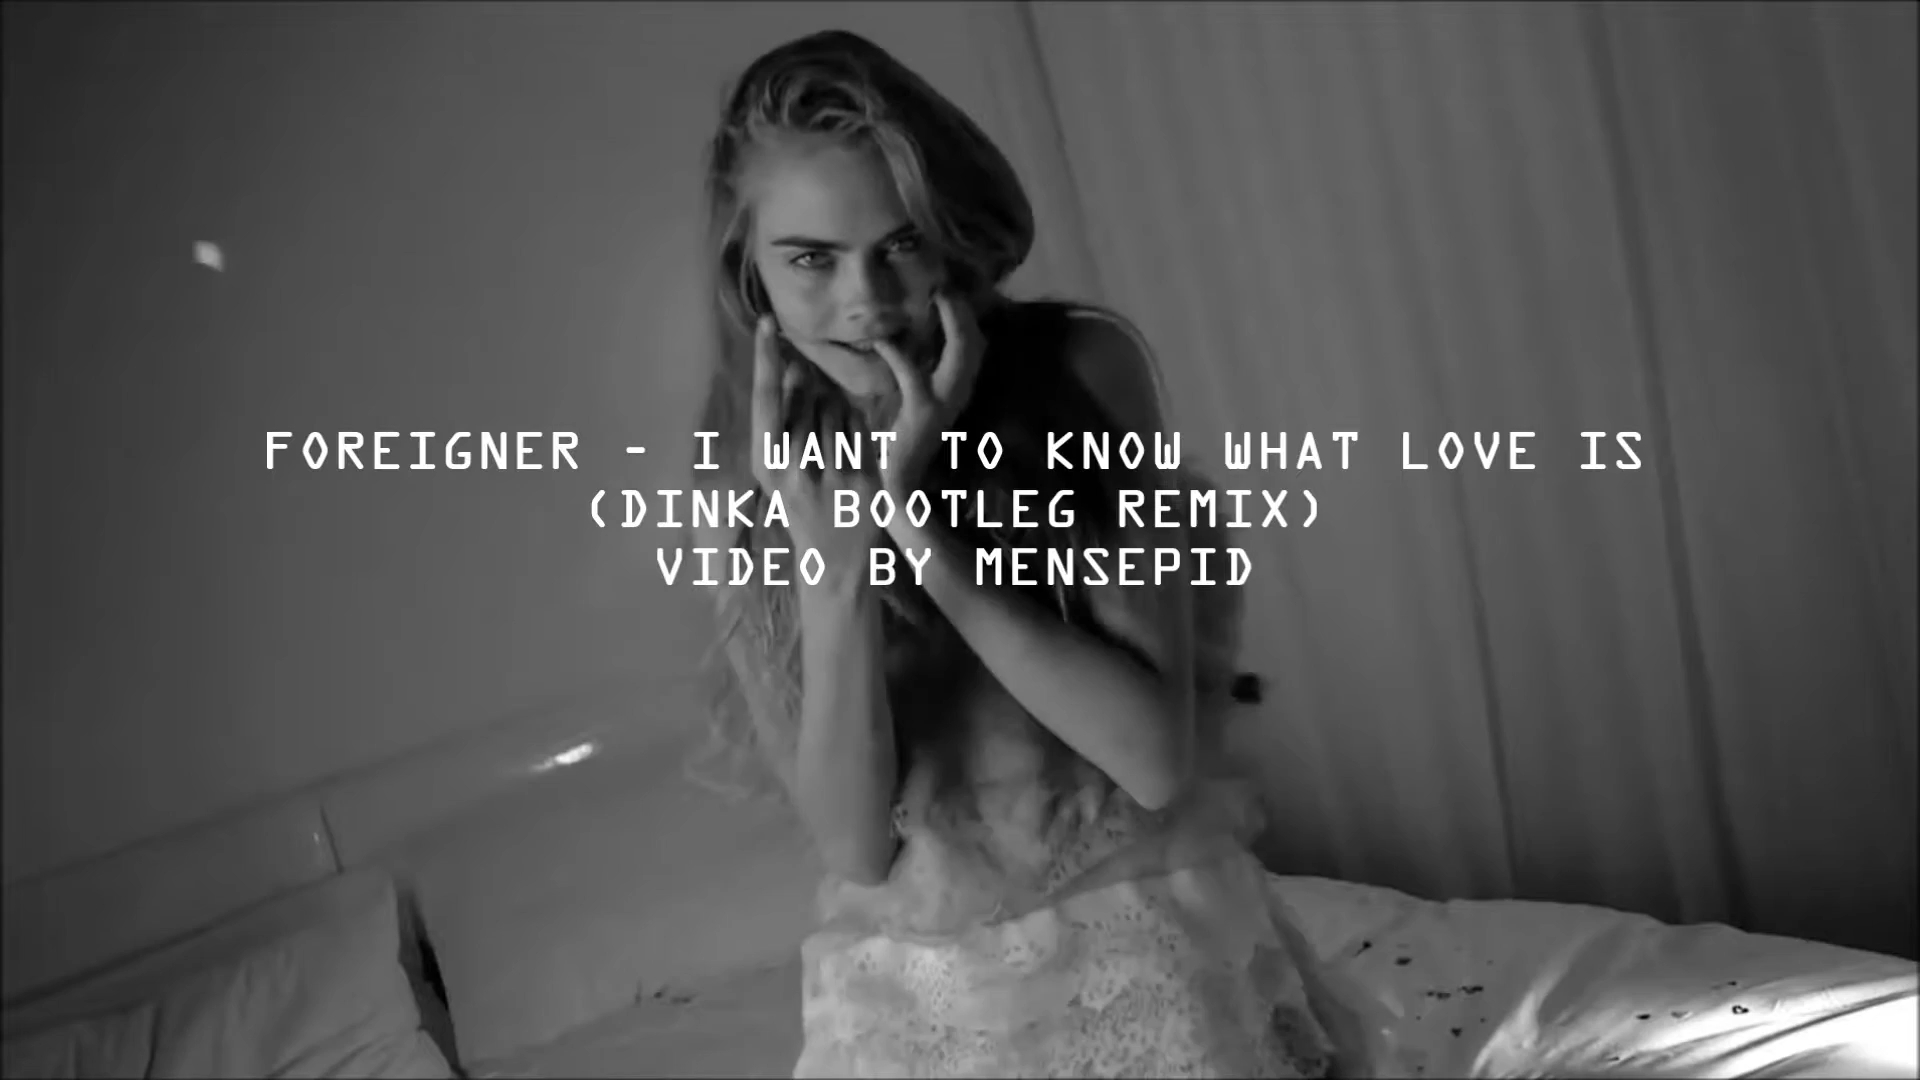 FOREIGNER - I WANT TO KNOW WHAT LOVE IS
(DINKA BOOTLEG REMIX)
VIDEO BY MENSEPID